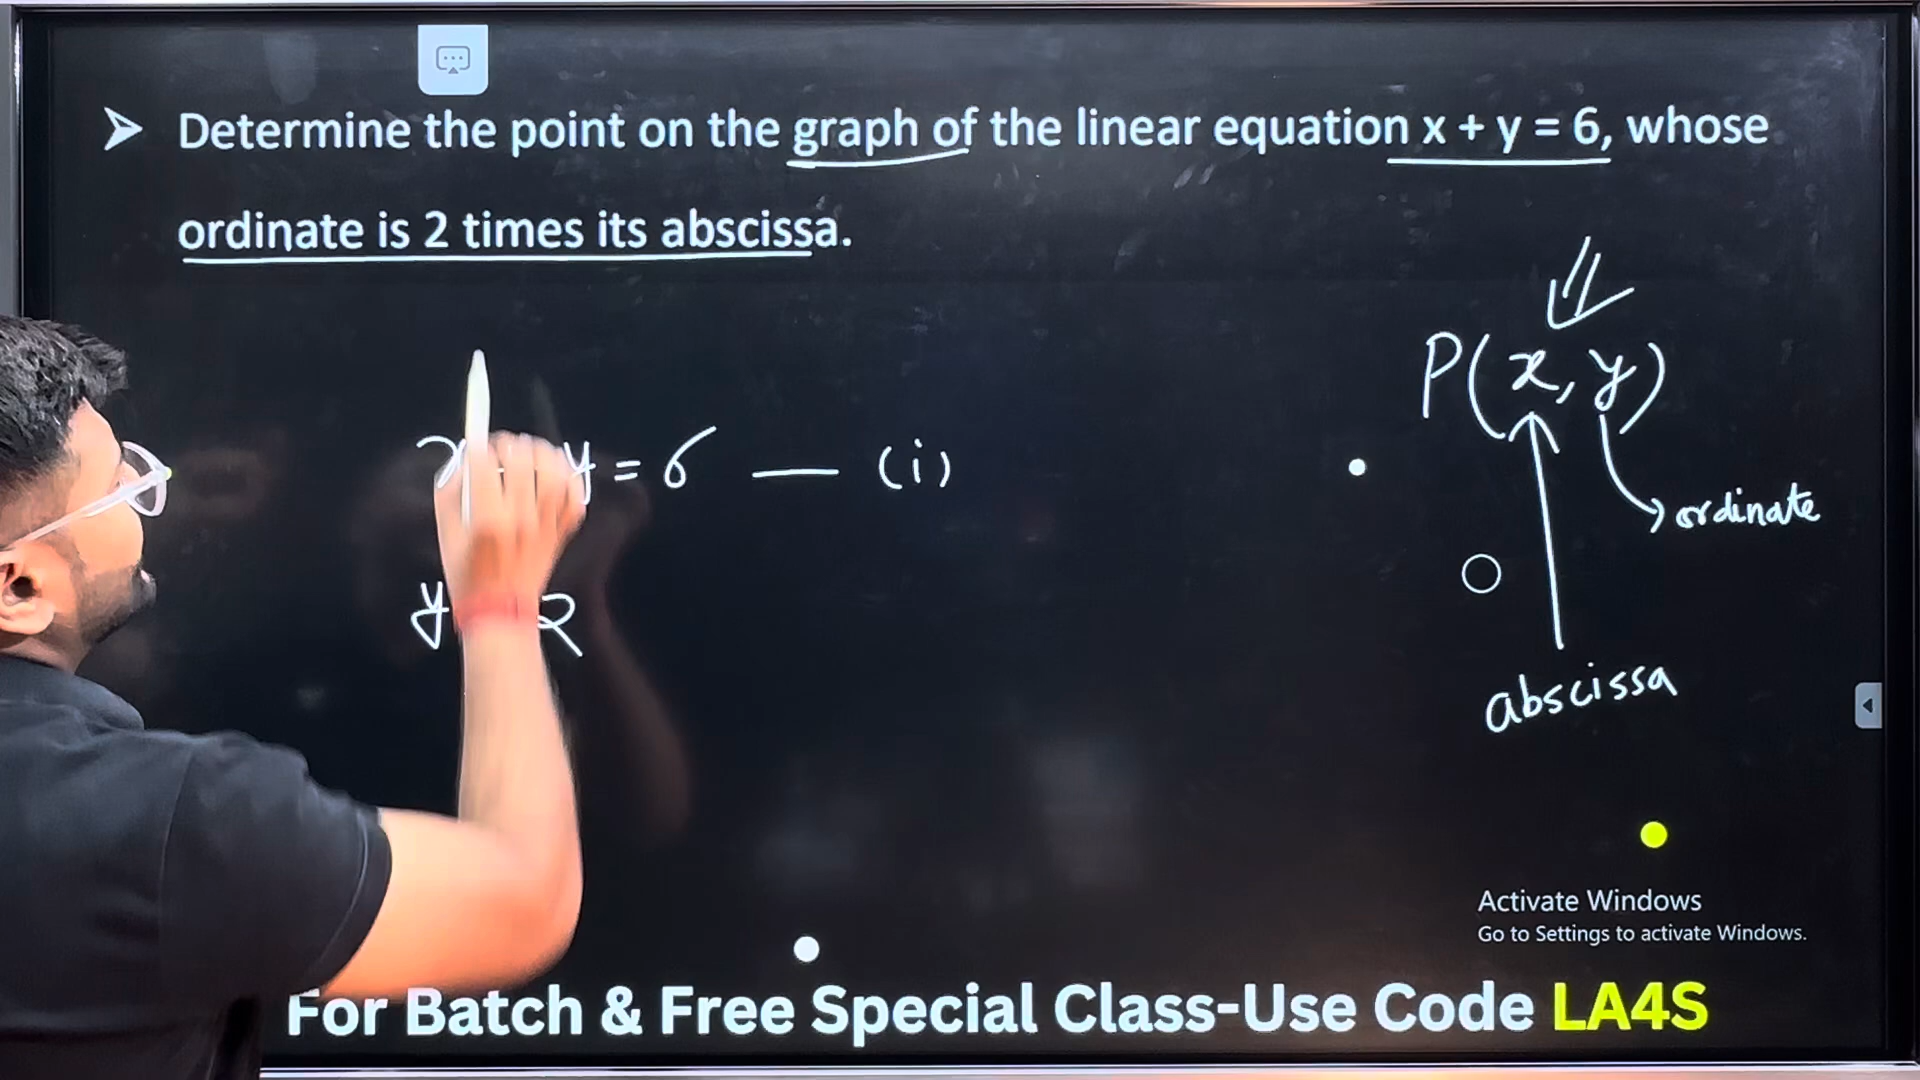 ➤ Determine the point on the graph of the linear equation x + y = 6, whose
ordinate is 2 times its abscissa.
P(x, y)
x y = 6 — (i)
ordinate
y 2
abscissa
Activate Windows
Go to Settings to activate Windows.
For Batch & Free Special Class-Use Code LA4S